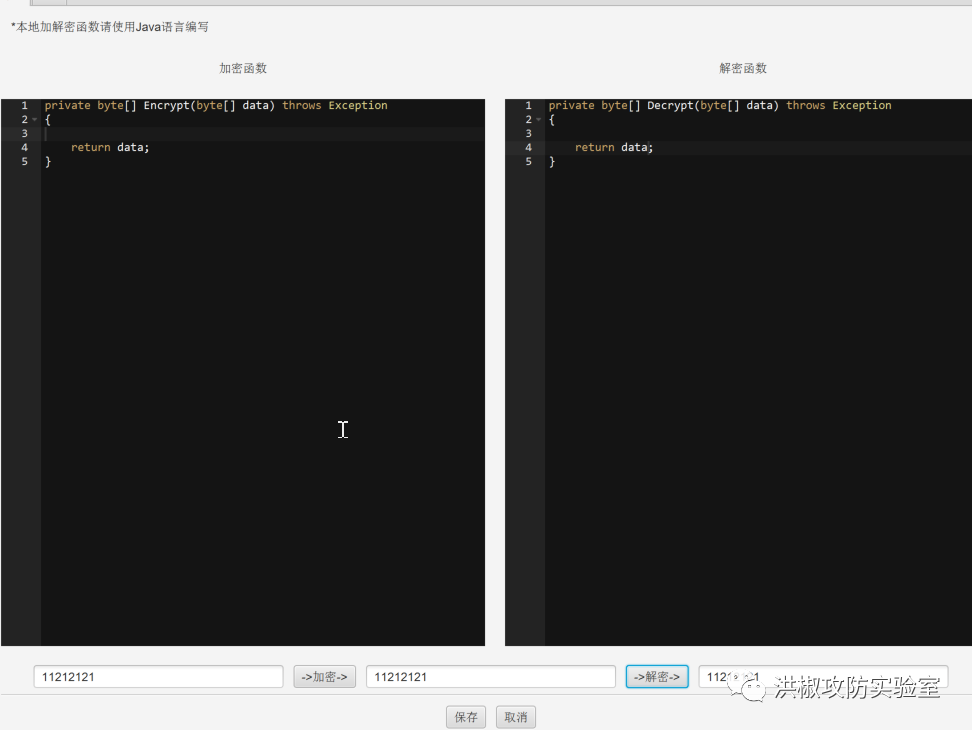 *本地加解密函数请使用Java语言编写
加密函数
解密函数
1 private byte[] Encrypt(byte[] data) throws Exception
2 {
3
4 return data;
5 }
1 private byte[] Decrypt(byte[] data) throws Exception
2 {
3
4 return data;
5 }
11212121 ->加密-> 11212121 ->解密->
洪椒攻防实验室
保存 取消